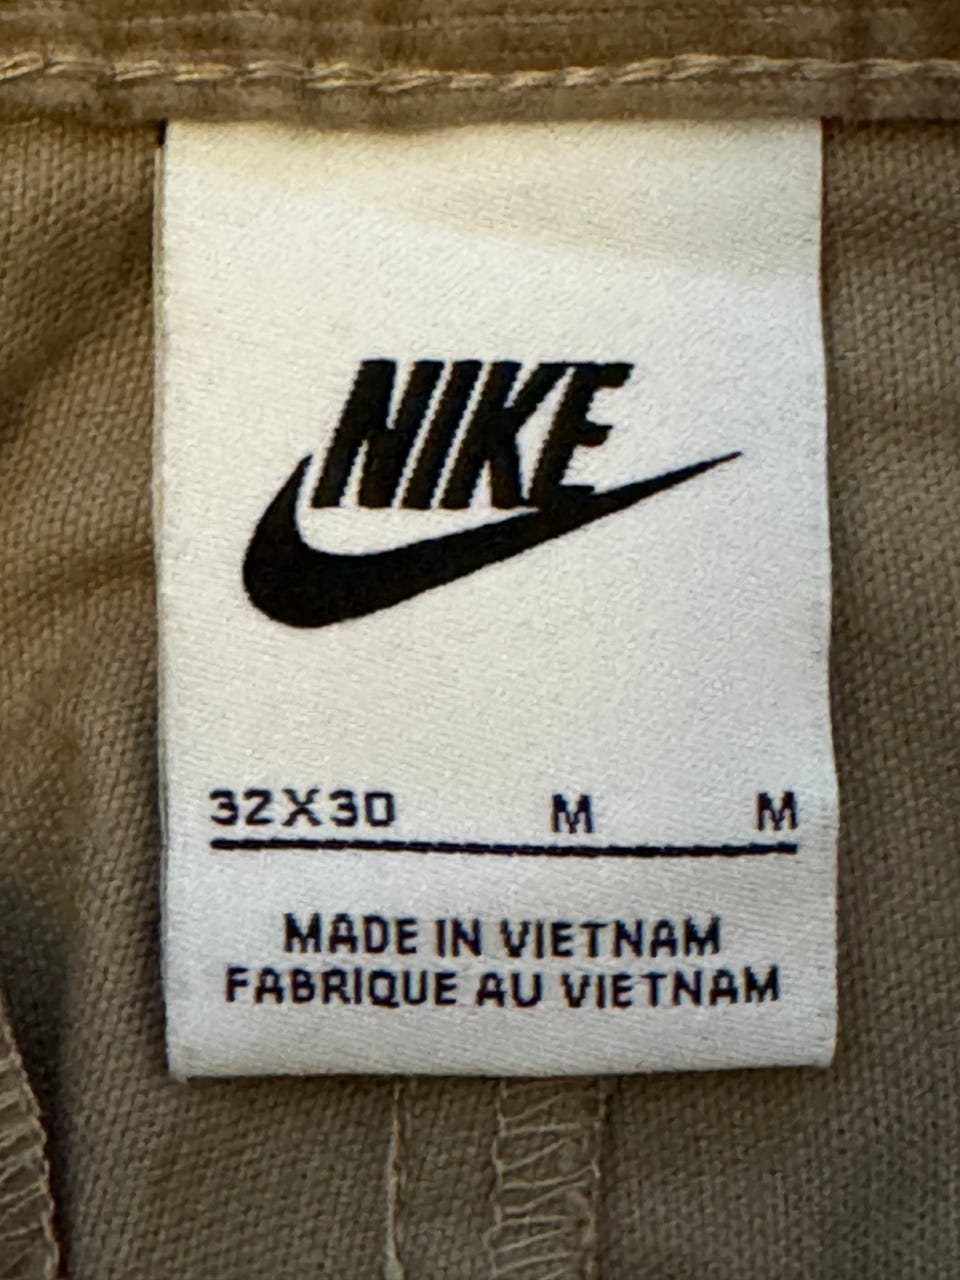 NIKE
32X30 M M
MADE IN VIETNAM
FABRIQUE AU VIETNAM